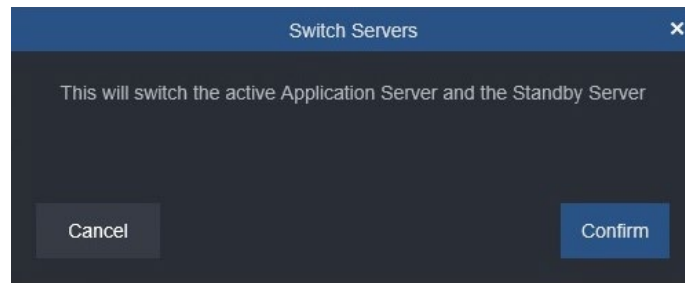 Switch Servers
This will switch the active Application Server and the Standby Server
Cancel
Confirm